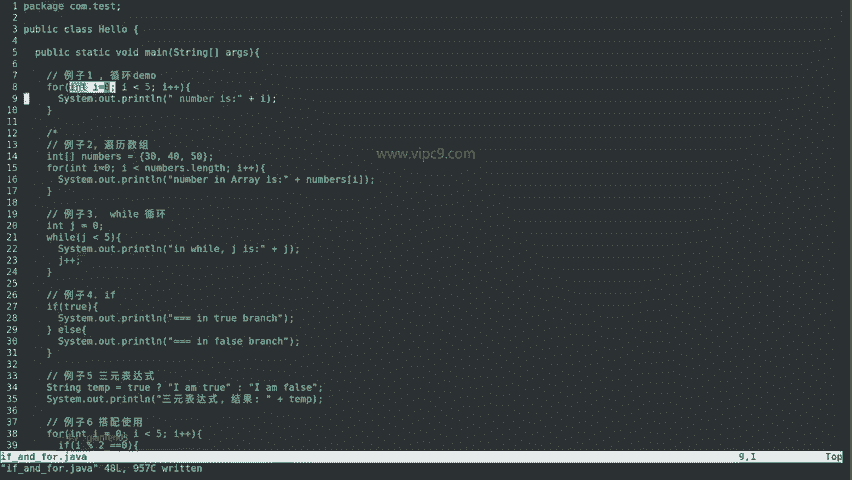 1 package com.test;
2
3 public class Hello {
4
5 public static void main(String[] args){
6
7 // 例子1 , 循环demo
8 for(int i=0; i < 5; i++){
9 System.out.println(" number is:" + i);
10 }
11
12 /*
13 // 例子2, 遍历数组
14 int[] numbers = {30, 40, 50};
www.vipc9.com
15 for(int i=0; i < numbers.length; i++){
16 System.out.println("number in Array is:" + numbers[i]);
17 }
18
19 // 例子3. while 循环
20 int j = 0;
21 while(j < 5){
22 System.out.println("in while, j is:" + j);
23 j++;
24 }
25
26 // 例子4. if
27 if(true){
28 System.out.println("=== in true branch");
29 } else{
30 System.out.println("=== in false branch");
31 }
32
33 // 例子5 三元表达式
34 String temp = true ? "I am true" : "I am false";
35 System.out.println("三元表达式, 结果: " + temp);
36
37 // 例子6 搭配使用
38 for(int i = 0; i < 5; i++){
39 if(i % 2 ==0){
if_and_for.java 9,1 Top
"if_and_for.java" 48L, 957C written